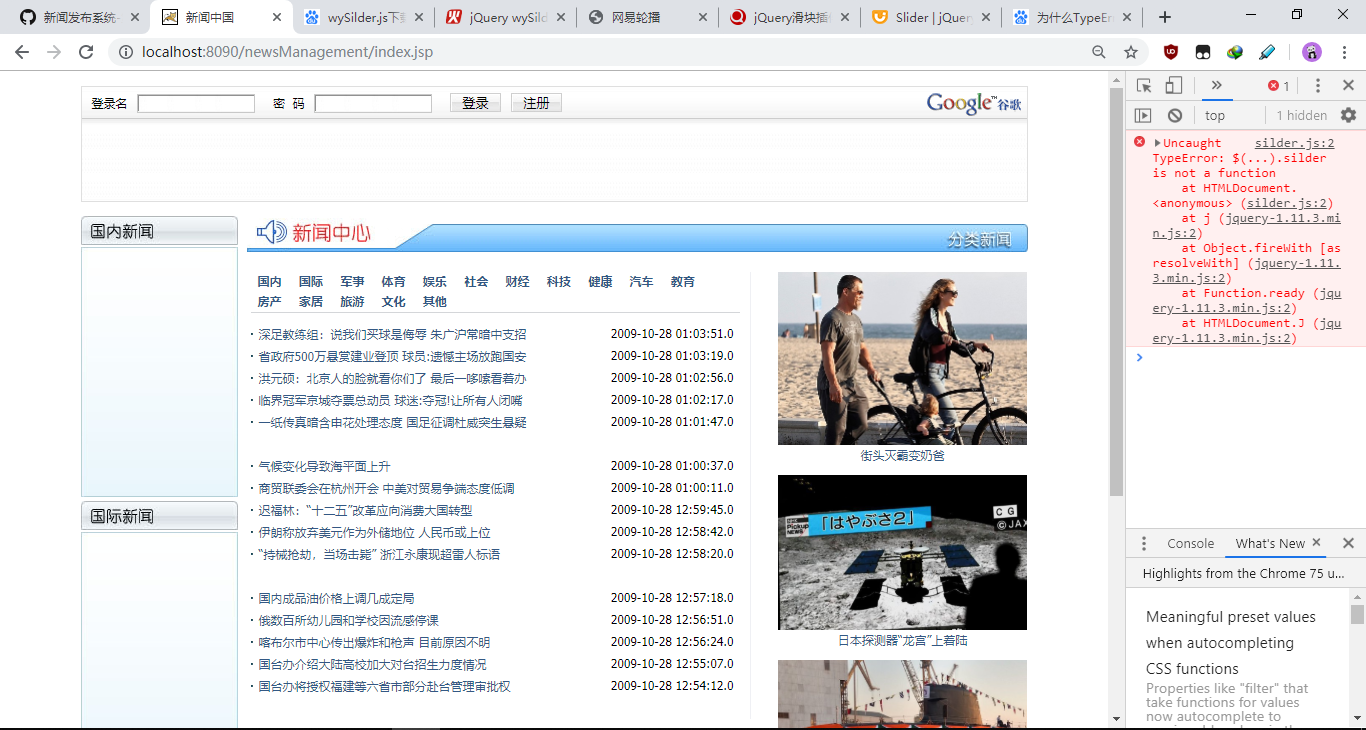 新闻发布系统-
新闻中国
wySilder.js下载
jQuery wySild
网易轮播
jQuery滑块插件
Slider | jQuery
为什么TypeErr
localhost:8090/newsManagement/index.jsp
登录名 密 码 登录 注册
Google™谷歌
国内新闻
新闻中心
分类新闻
国内 国际 军事 体育 娱乐 社会 财经 科技 健康 汽车 教育
房产 家居 旅游 文化 其他
· 深足教练组：说我们买球是侮辱 朱广沪常暗中支招 2009-10-28 01:03:51.0
· 省政府500万悬赏建业登顶 球员:遗憾主场放跑国安 2009-10-28 01:03:19.0
· 洪元硕：北京人的脸就看你们了 最后一哆嗦看着办 2009-10-28 01:02:56.0
· 临界冠军京城夺票总动员 球迷:夺冠!让所有人闭嘴 2009-10-28 01:02:17.0
· 一纸传真暗含申花处理态度 国足征调杜威突生悬疑 2009-10-28 01:01:47.0
街头灭霸变奶爸
· 气候变化导致海平面上升 2009-10-28 01:00:37.0
· 商贸联委会在杭州开会 中美对贸易争端态度低调 2009-10-28 01:00:11.0
· 迟福林：“十二五”改革应向消费大国转型 2009-10-28 12:59:45.0
· 伊朗称放弃美元作为外储地位 人民币或上位 2009-10-28 12:58:42.0
· “持械抢劫，当场击毙” 浙江永康现超雷人标语 2009-10-28 12:58:20.0
国际新闻
Pickup
NEWS
「はやぶさ2」
CG
©JAX
· 国内成品油价格上调几成定局 2009-10-28 12:57:18.0
· 俄数百所幼儿园和学校因流感停课 2009-10-28 12:56:51.0
· 喀布尔市中心传出爆炸和枪声 目前原因不明 2009-10-28 12:56:24.0
· 国台办介绍大陆高校加大对台招生力度情况 2009-10-28 12:55:07.0
· 国台办将授权福建等六省市部分赴台管理审批权 2009-10-28 12:54:12.0
日本探测器“龙宫”上着陆
1
top
1 hidden
Uncaught silder.js:2
TypeError: $(...).silder
is not a function
at HTMLDocument.
<anonymous> (silder.js:2)
at j (jquery-1.11.3.mi
n.js:2)
at Object.fireWith [as
resolveWith] (jquery-1.11.
3.min.js:2)
at Function.ready (jqu
ery-1.11.3.min.js:2)
at HTMLDocument.J (jqu
ery-1.11.3.min.js:2)
Console What's New
Highlights from the Chrome 75 u...
Meaningful preset values
when autocompleting
CSS functions
Properties like "filter" that
take functions for values
now autocomplete to